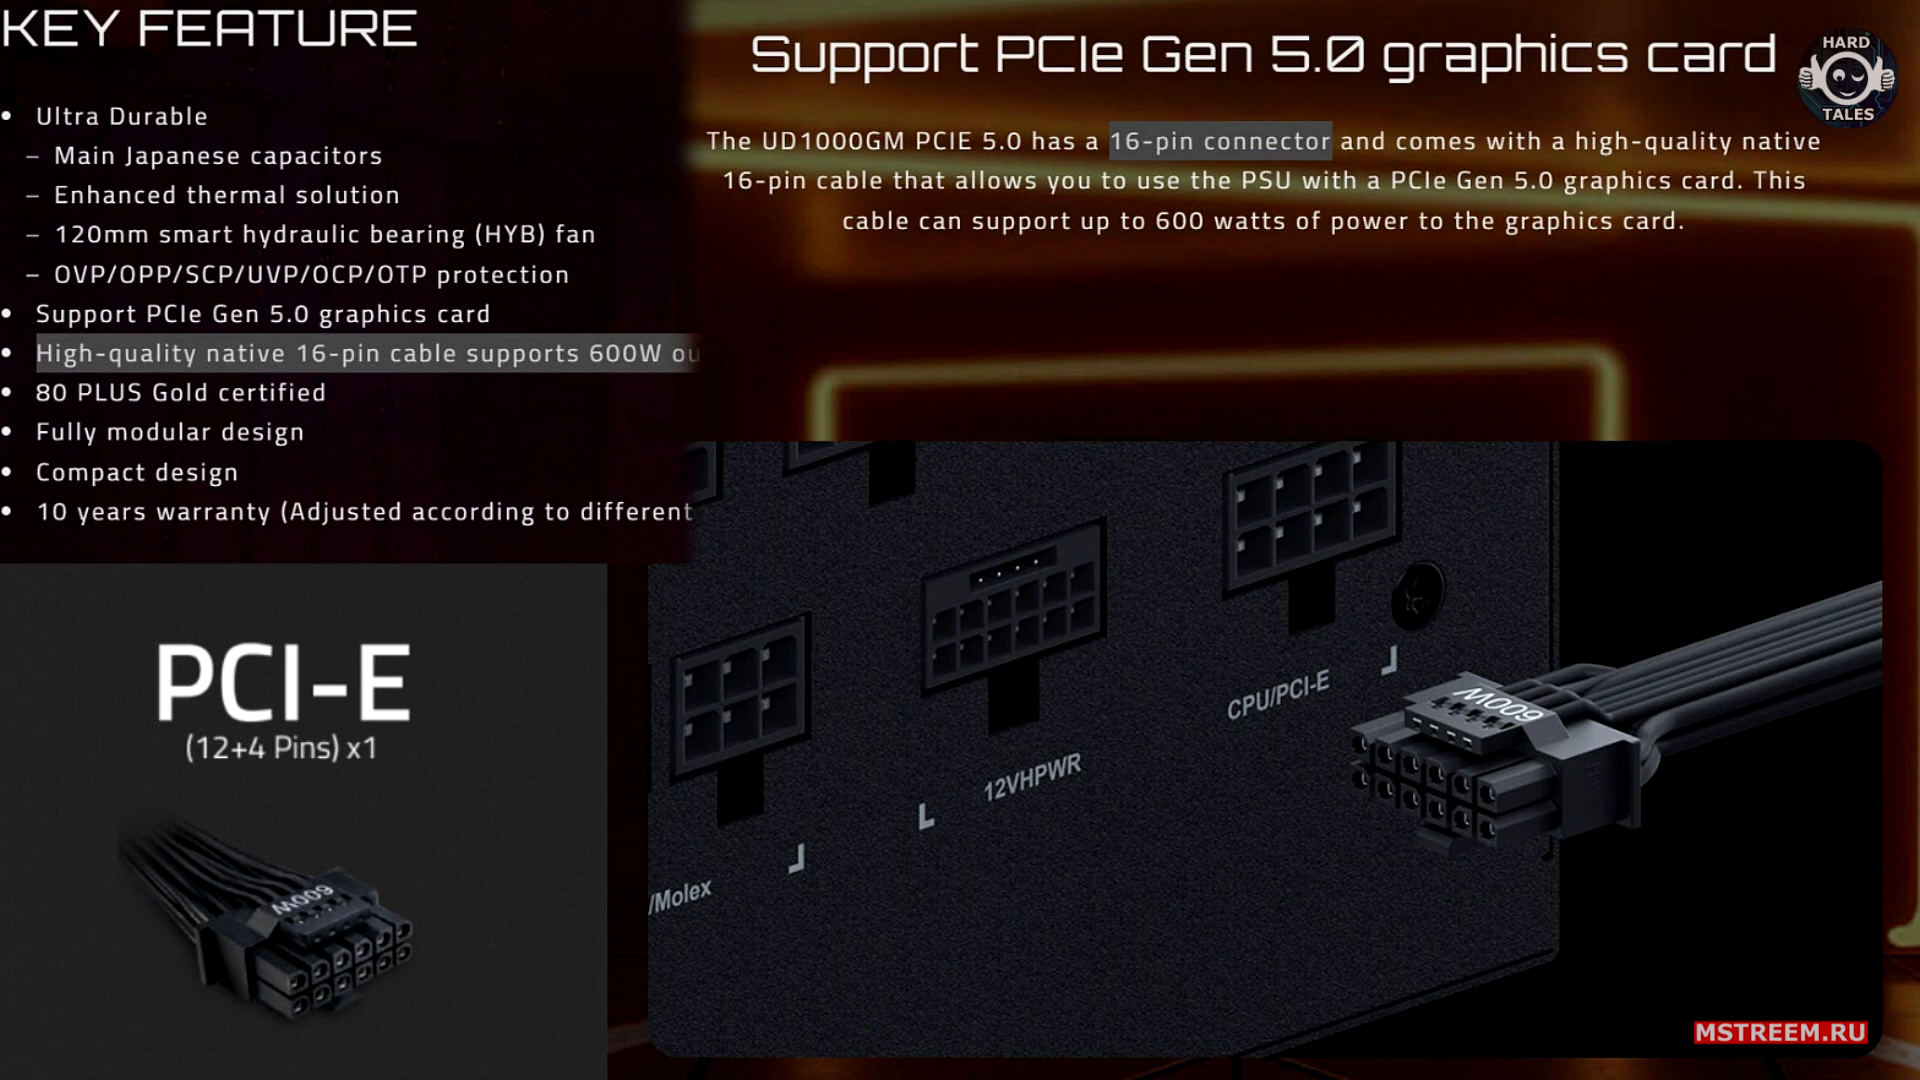 KEY FEATURE
• Ultra Durable
– Main Japanese capacitors
– Enhanced thermal solution
– 120mm smart hydraulic bearing (HYB) fan
– OVP/OPP/SCP/UVP/OCP/OTP protection
• Support PCIe Gen 5.0 graphics card
• High-quality native 16-pin cable supports 600W ou
• 80 PLUS Gold certified
• Fully modular design
• Compact design
• 10 years warranty (Adjusted according to different
Support PCIe Gen 5.0 graphics card
The UD1000GM PCIE 5.0 has a 16-pin connector and comes with a high-quality native
16-pin cable that allows you to use the PSU with a PCIe Gen 5.0 graphics card. This
cable can support up to 600 watts of power to the graphics card.
HARD
TALES
PCI-E
(12+4 Pins) x1
600W
/Molex
12VHPWR
CPU/PCI-E
600W
MSTREEM.RU